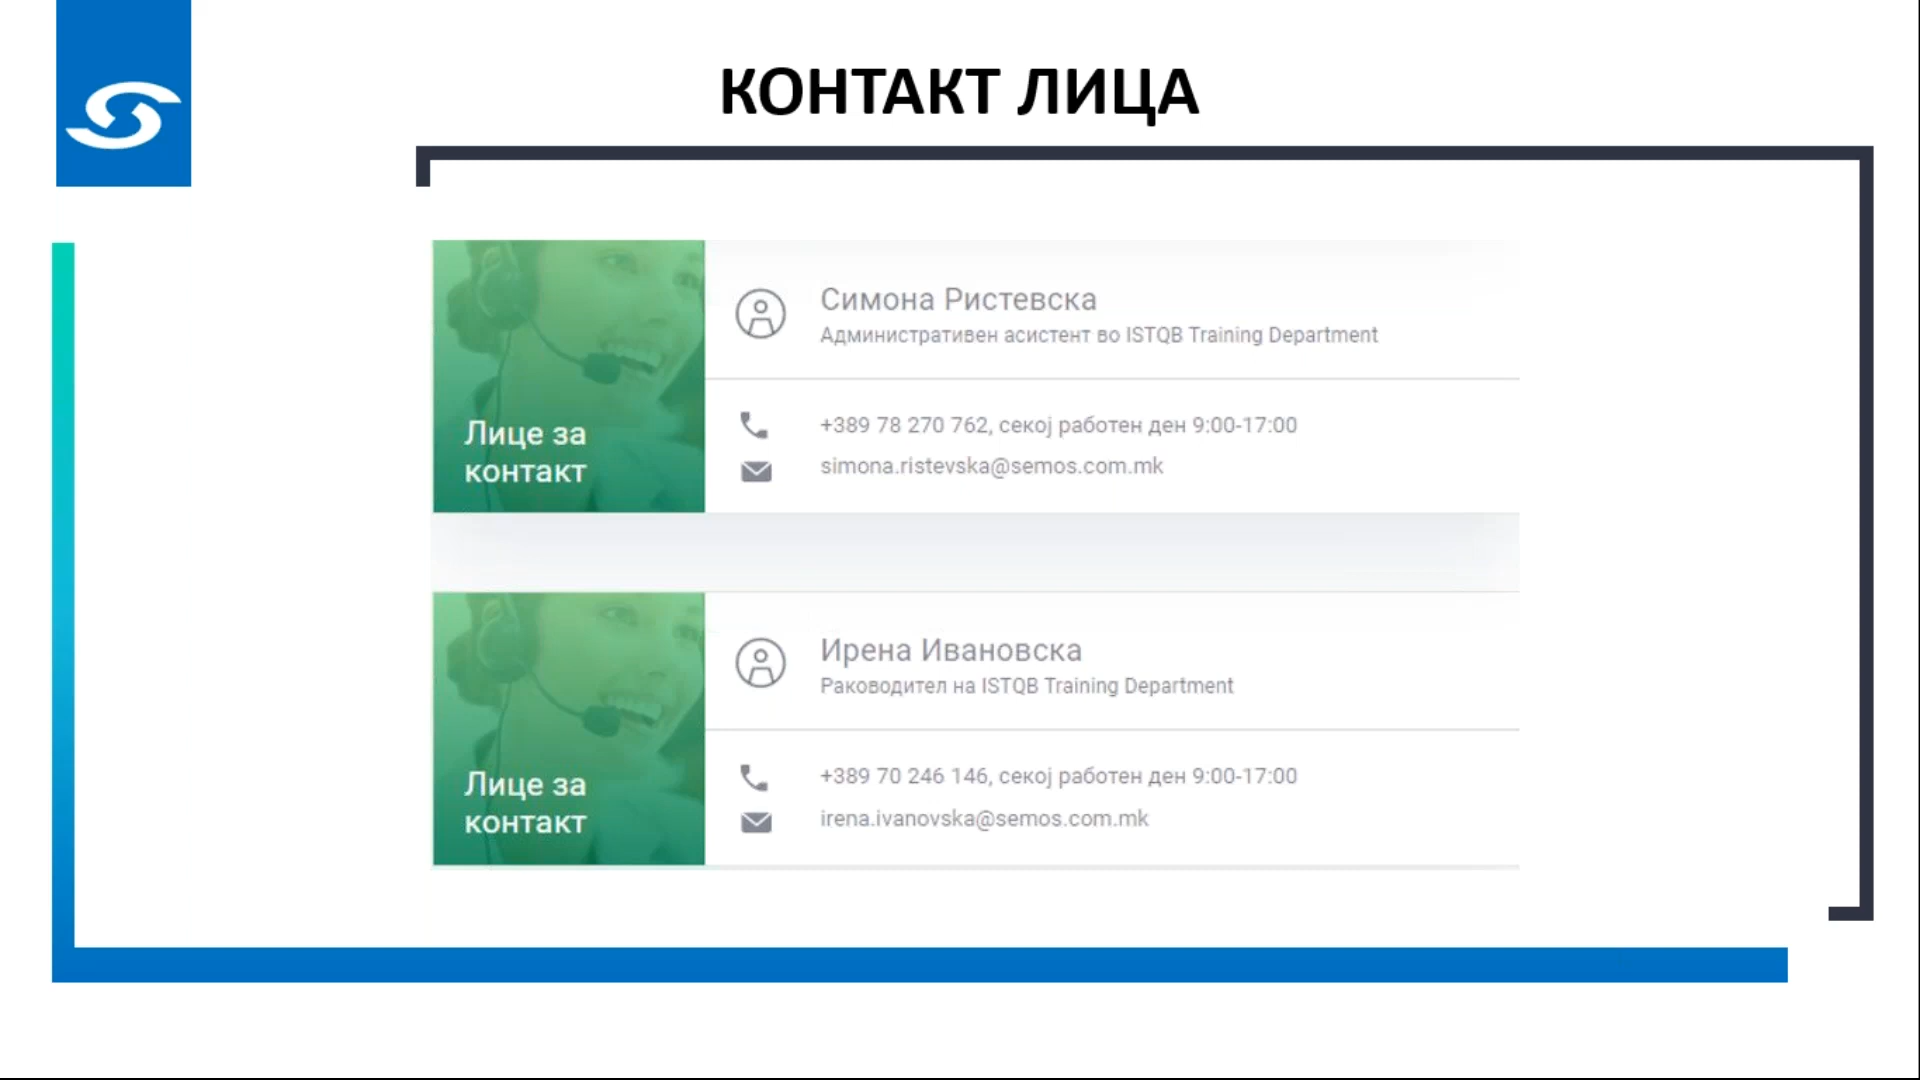 КОНТАКТ ЛИЦА
Симона Ристевска
Административен асистент во ISTQB Training Department
Лице за
контакт
+389 78 270 762, секој работен ден 9:00-17:00
simona.ristevska@semos.com.mk
Ирена Ивановска
Раководител на ISTQB Training Department
Лице за
контакт
+389 70 246 146, секој работен ден 9:00-17:00
irena.ivanovska@semos.com.mk